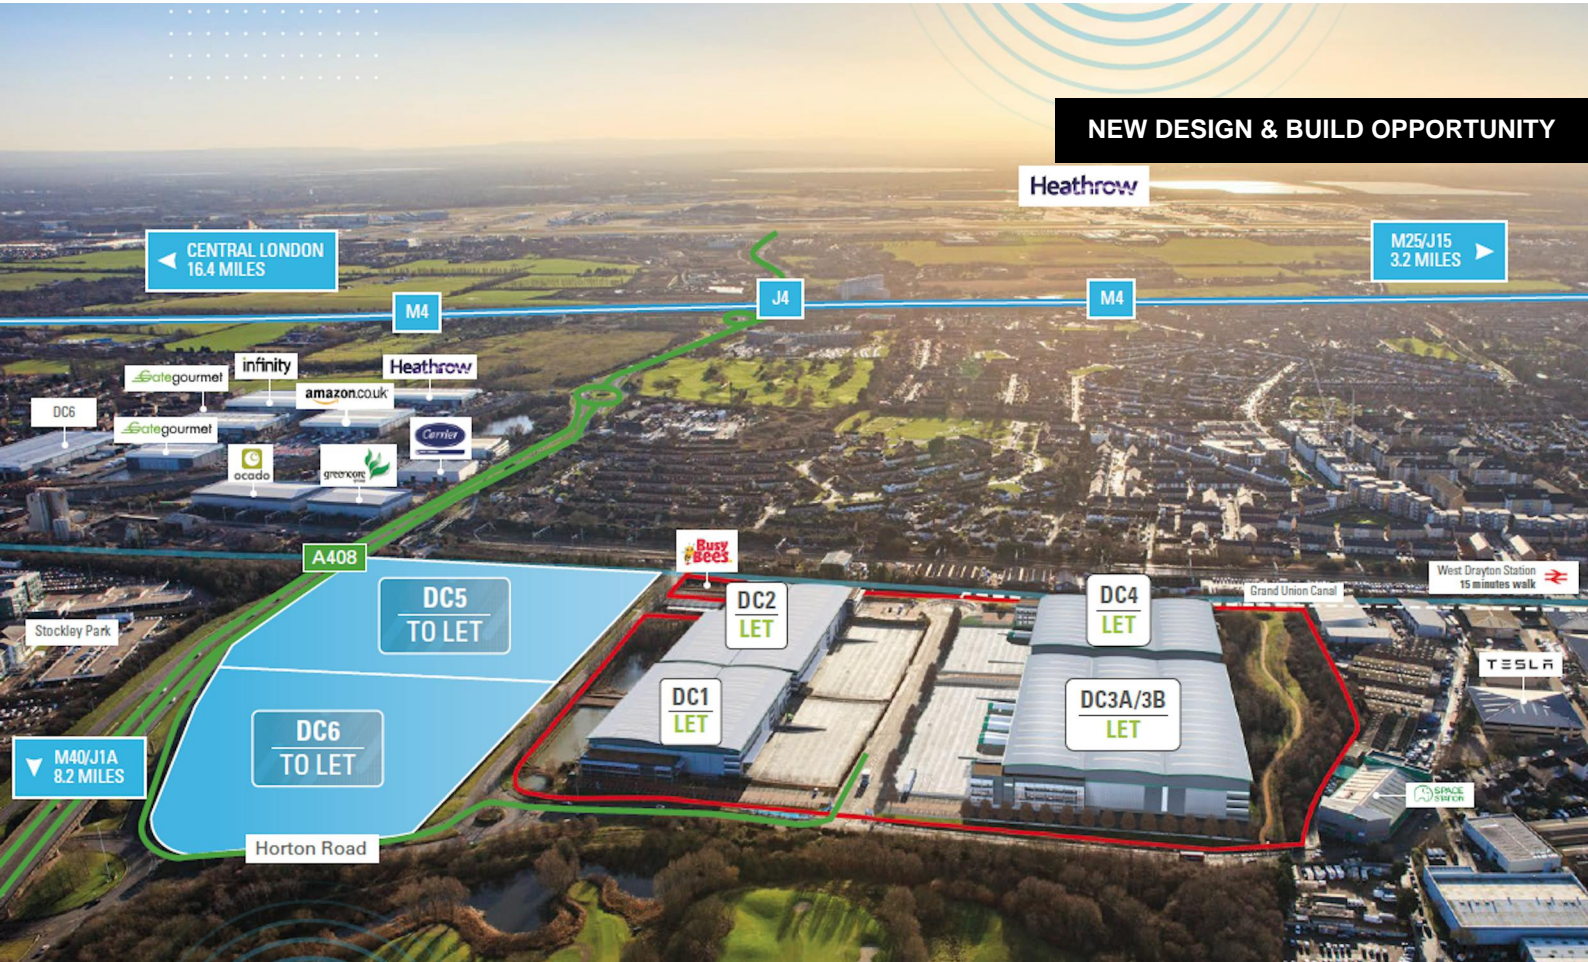 NEW DESIGN & BUILD OPPORTUNITY
Heathrow
CENTRAL LONDON
16.4 MILES
M25/J15
3.2 MILES
M4
J4
M4
infinity
Heathrow
Gategourmet
amazon.co.uk
DC6
Gategourmet
Carrier
ocado
greencore
A408
Busy
Bees
West Drayton Station
15 minutes walk
Grand Union Canal
DC5
TO LET
DC2
LET
DC4
LET
Stockley Park
TESLA
DC1
LET
DC3A/3B
LET
DC6
TO LET
M40/J1A
8.2 MILES
SPACE
STATION
Horton Road